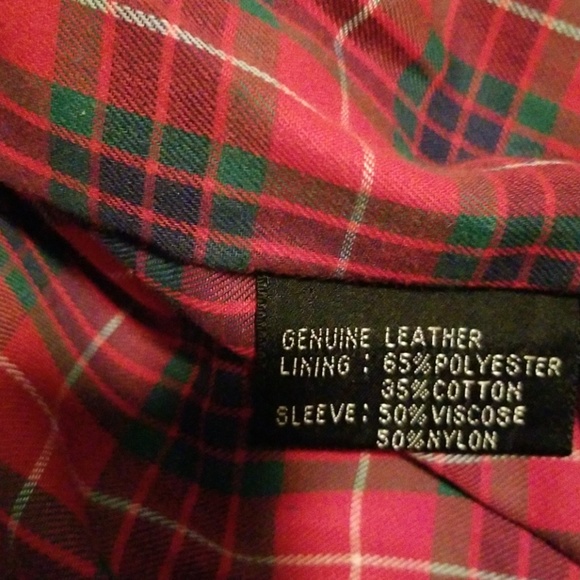 GENUINE LEATHER
LINING : 65%POLYESTER
35%COTTON
SLEEVE: 50%VISCOSE
50%NYLON